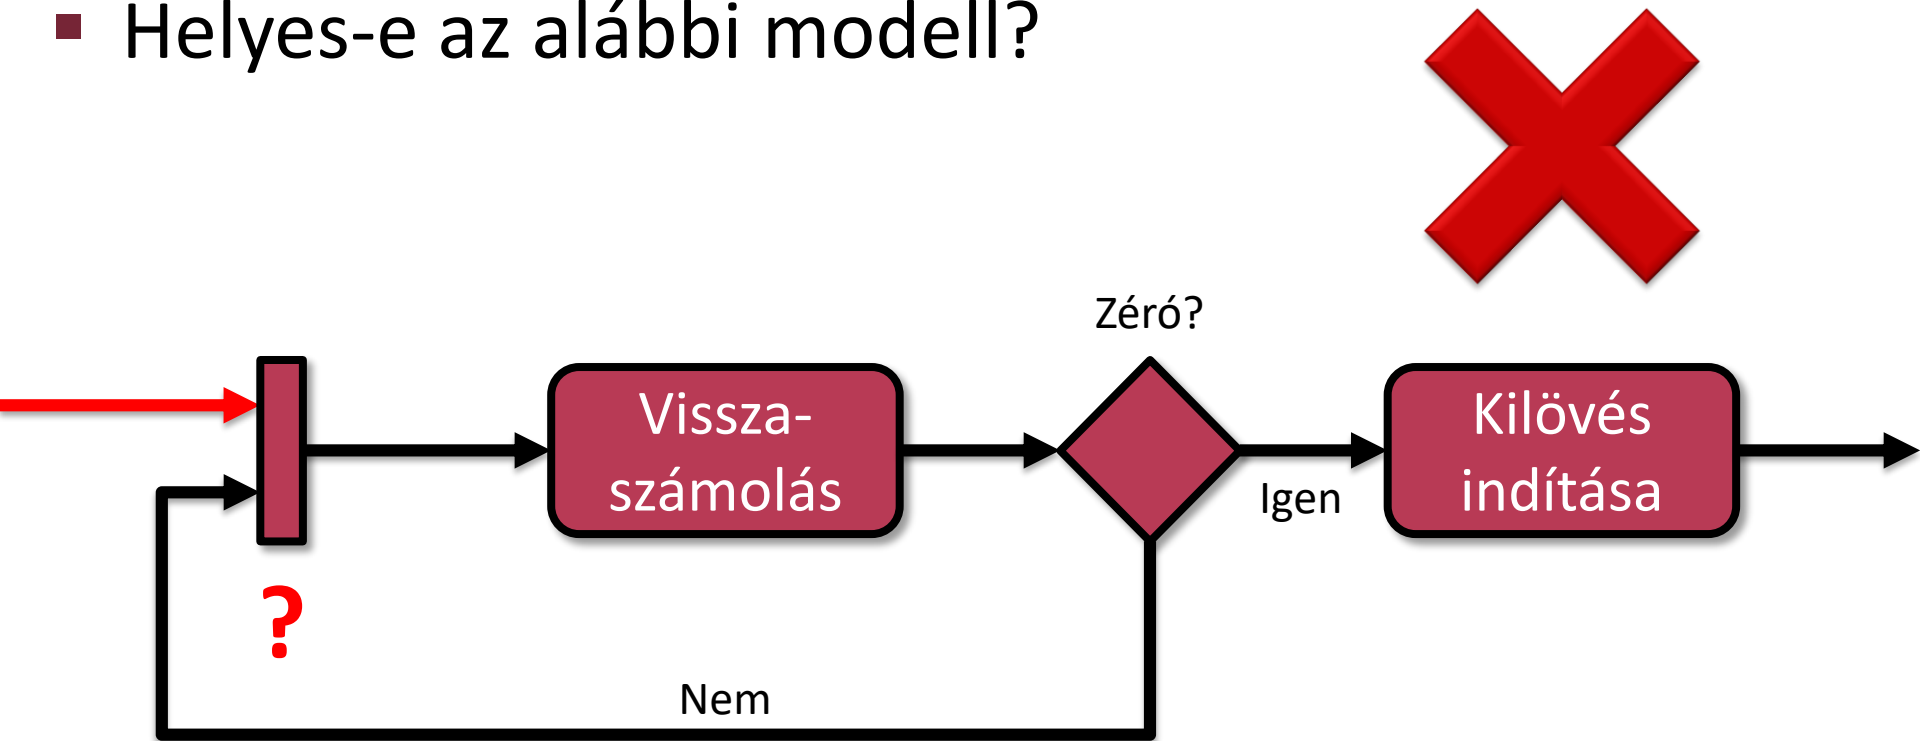 Helyes-e az alábbi modell?
Zéró?
Vissza-
számolás
Kilövés
indítása
Igen
?
Nem